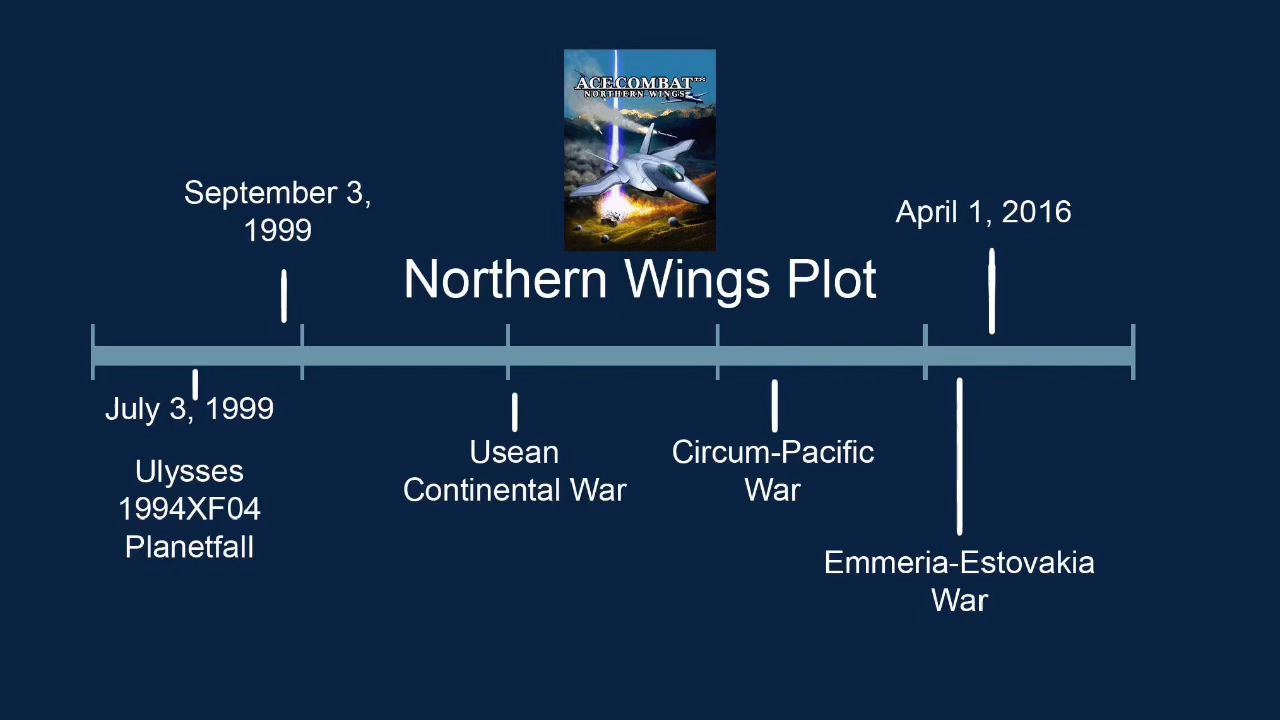 ACE COMBAT™
NORTHERN WINGS
September 3,
1999
April 1, 2016
Northern Wings Plot
July 3, 1999
Ulysses
1994XF04
Planetfall
Usean
Continental War
Circum-Pacific
War
Emmeria-Estovakia
War